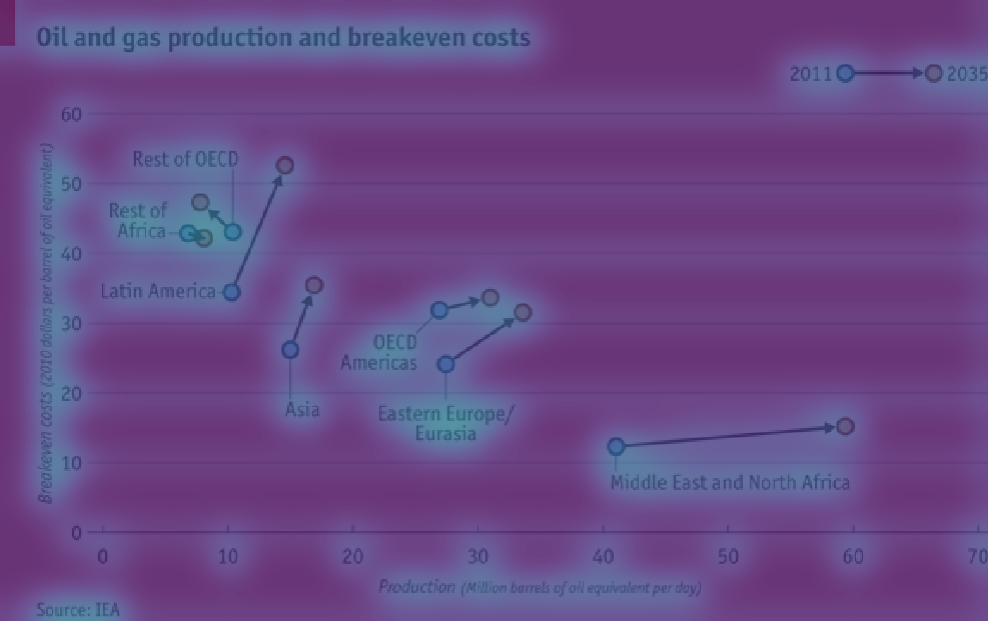 Oil and gas production and breakeven costs
2011 2035
60
50
40
30
20
10
0
Breakeven costs (2010 dollars per barrel of oil equivalent)
Rest of OECD
Rest of
Africa
Latin America
Asia
OECD
Americas
Eastern Europe/
Eurasia
Middle East and North Africa
0 10 20 30 40 50 60 70
Production (Million barrels of oil equivalent per day)
Source: IEA